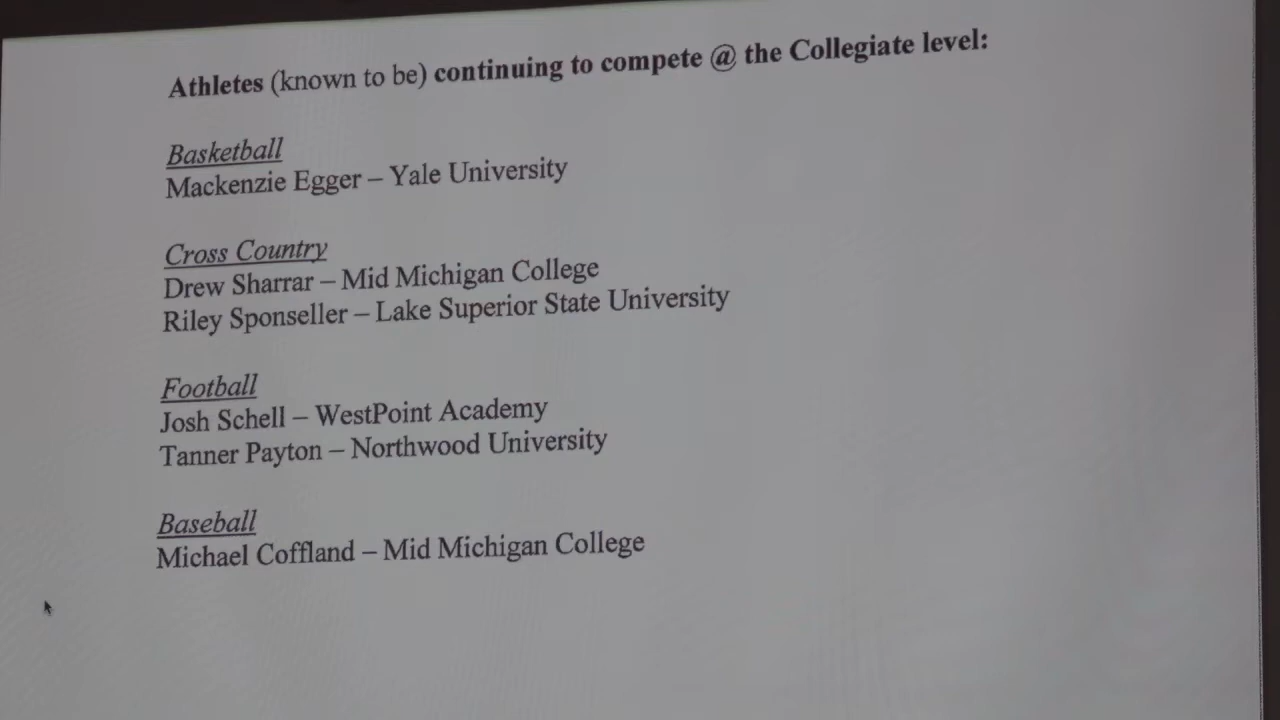 Athletes (known to be) continuing to compete @ the Collegiate level:
Basketball
Mackenzie Egger – Yale University
Cross Country
Drew Sharrar – Mid Michigan College
Riley Sponseller – Lake Superior State University
Football
Josh Schell – WestPoint Academy
Tanner Payton – Northwood University
Baseball
Michael Coffland – Mid Michigan College